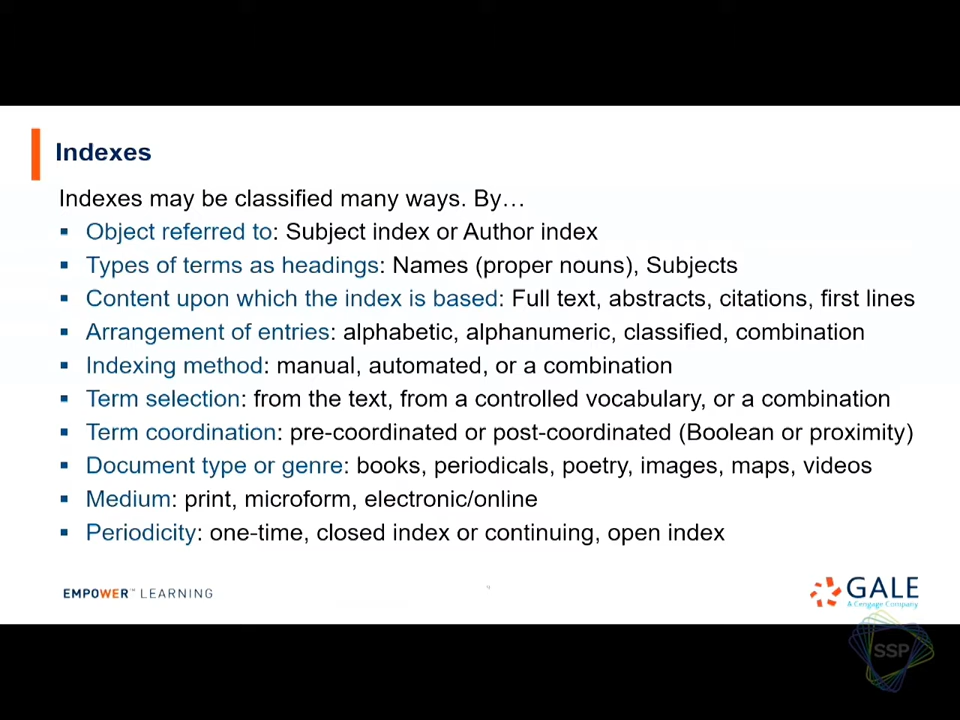 Indexes
Indexes may be classified many ways. By…
▪ Object referred to: Subject index or Author index
▪ Types of terms as headings: Names (proper nouns), Subjects
▪ Content upon which the index is based: Full text, abstracts, citations, first lines
▪ Arrangement of entries: alphabetic, alphanumeric, classified, combination
▪ Indexing method: manual, automated, or a combination
▪ Term selection: from the text, from a controlled vocabulary, or a combination
▪ Term coordination: pre-coordinated or post-coordinated (Boolean or proximity)
▪ Document type or genre: books, periodicals, poetry, images, maps, videos
▪ Medium: print, microform, electronic/online
▪ Periodicity: one-time, closed index or continuing, open index
EMPOWER™ LEARNING
GALE
A Cengage Company
SSP